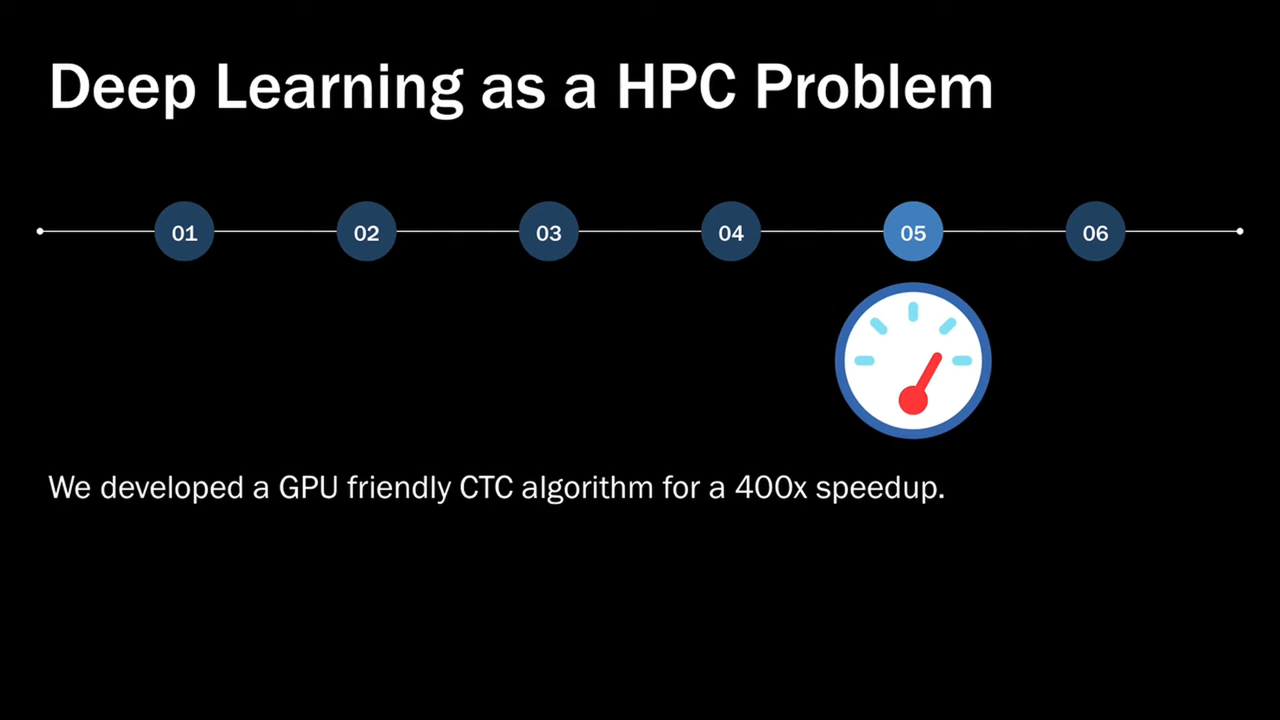 Deep Learning as a HPC Problem
01 02 03 04 05 06
We developed a GPU friendly CTC algorithm for a 400x speedup.